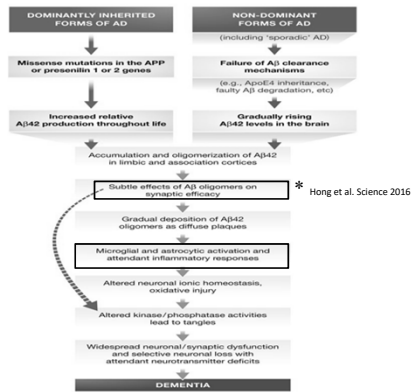 DOMINANTLY INHERITED
FORMS OF AD
Missense mutations in the APP
or presenilin 1 or 2 genes
Increased relative
Aβ42 production throughout life
NON-DOMINANT
FORMS OF AD
(including 'sporadic' AD)
Failure of Aβ clearance
mechanisms
(e.g., ApoE4 inheritance,
faulty Aβ degradation, etc)
Gradually rising
Aβ42 levels in the brain
Accumulation and oligomerization of Aβ42
in limbic and association cortices
Subtle effects of Aβ oligomers on
synaptic efficacy
* Hong et al. Science 2016
Gradual deposition of Aβ42
oligomers as diffuse plaques
Microglial and astrocytic activation and
attendant inflammatory responses
Altered neuronal ionic homeostasis,
oxidative injury
Altered kinase/phosphatase activities
lead to tangles
Widespread neuronal/synaptic dysfunction
and selective neuronal loss with
attendant neurotransmitter deficits
DEMENTIA